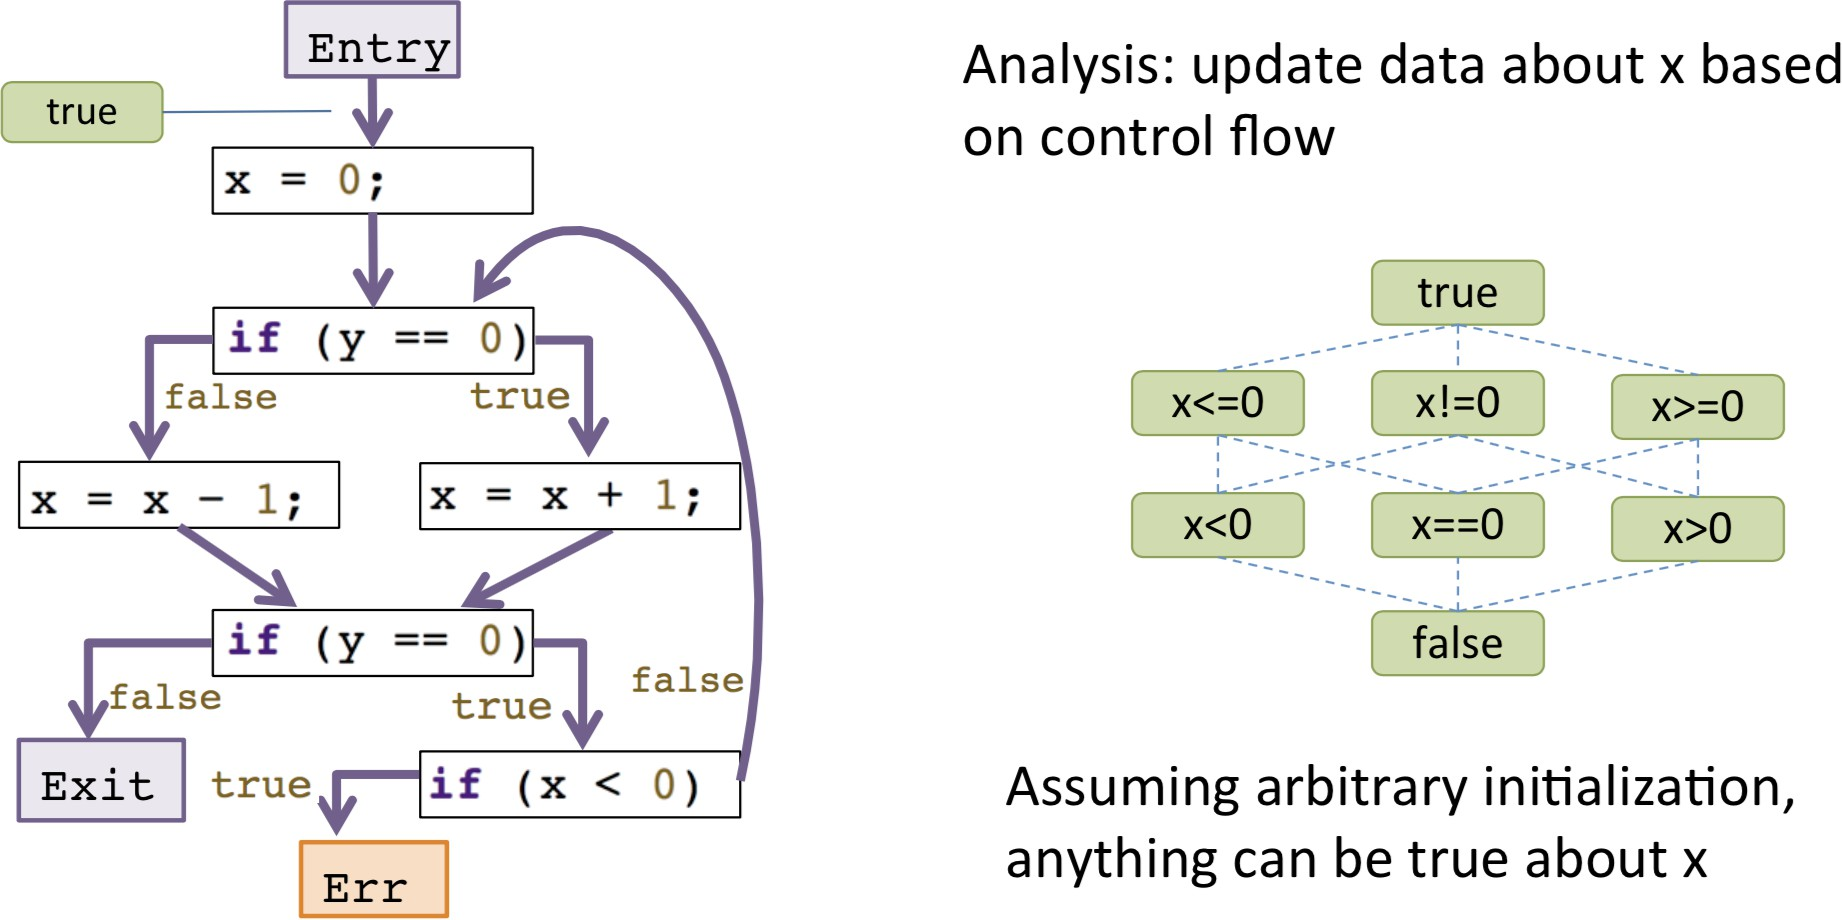 Entry
true
x = 0;
if (y == 0)
false
true
x = x - 1;
x = x + 1;
if (y == 0)
false
true
false
Exit
true
if (x < 0)
Err
Analysis: update data about x based
on control flow
true
x<=0
x!=0
x>=0
x<0
x==0
x>0
false
Assuming arbitrary initialization,
anything can be true about x